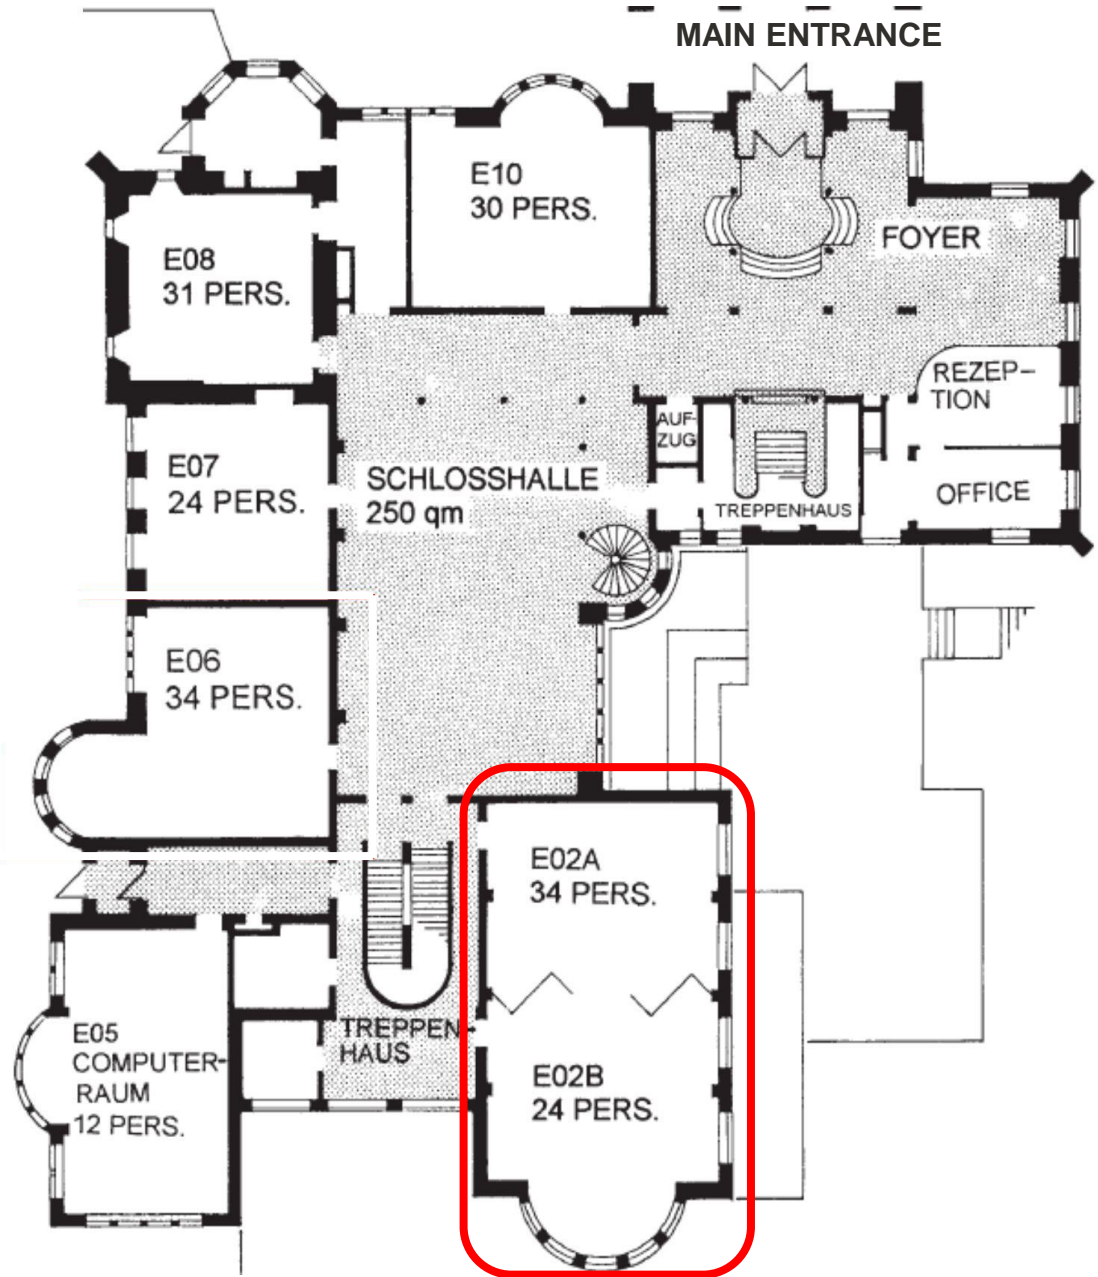 MAIN ENTRANCE
E10
30 PERS.
FOYER
E08
31 PERS.
REZEP-
TION
AUF-
ZUG
E07
24 PERS.
SCHLOSSHALLE
250 qm
OFFICE
TREPPENHAUS
E06
34 PERS.
E02A
34 PERS.
TREPPEN-
HAUS
E05
COMPUTER-
RAUM
12 PERS.
E02B
24 PERS.